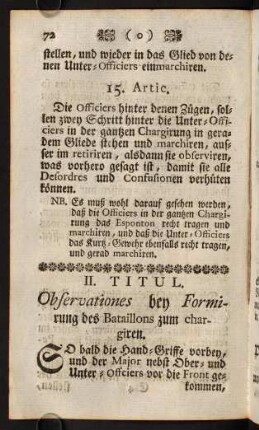 72 ( o )
stellen, und wieder in das Glied von de-
nen Unter-Officiers einmarchiren.
15. Artic.
Die Officiers hinter denen Zügen, sol-
len zwey Schritt hinter die Unter-Offi-
ciers in der gantzen Chargirung in gera-
dem Gliede stehen und marchiren, aus-
ser im retiriren, alsdann sie observiren,
was vorhero gesagt ist, damit sie alle
Desordres und Confusionen verhüten
können.
NB. Es muß wohl darauf gesehen werden,
daß die Officiers in der gantzen Chargi-
rung das Esponton recht tragen und
marchiren, und daß die Unter-Officiers
das Kurtz-Gewehr ebenfalls recht tragen,
und gerad marchiren.
II. TITUL.
Observationes bey Formi-
rung des Bataillons zum char-
giren.
SO bald die Hand-Griffe vorbey,
und der Major nebst Ober- und
Unter-Officiers vor die Front ge-
kommen,